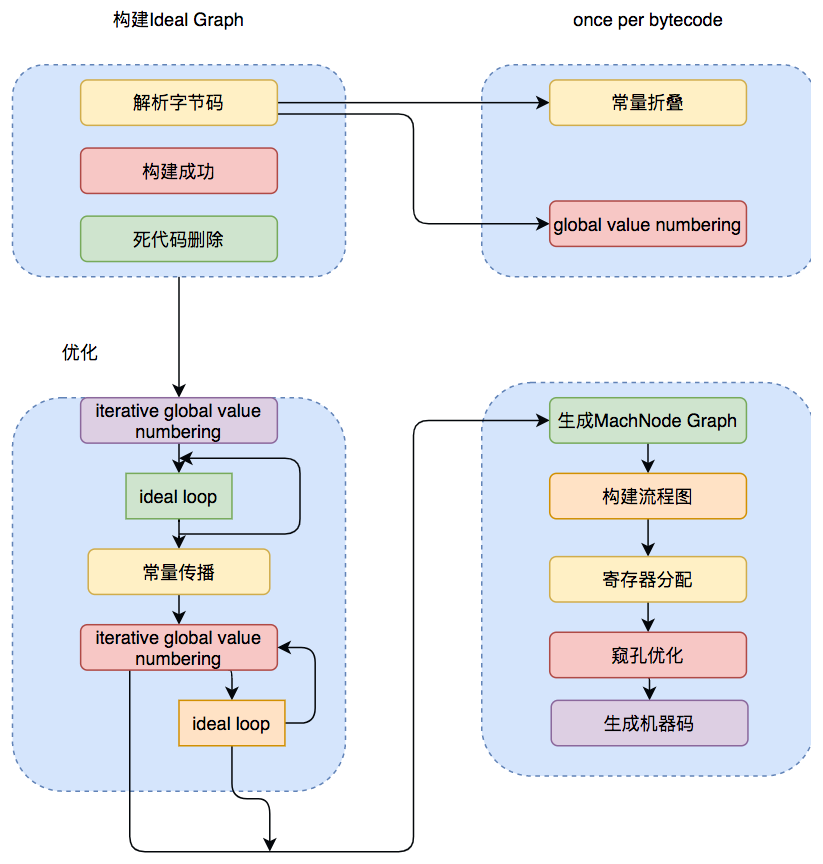 构建Ideal Graph
once per bytecode
解析字节码
常量折叠
构建成功
global value numbering
死代码删除
优化
iterative global value
numbering
ideal loop
常量传播
iterative global value
numbering
ideal loop
生成MachNode Graph
构建流程图
寄存器分配
窥孔优化
生成机器码